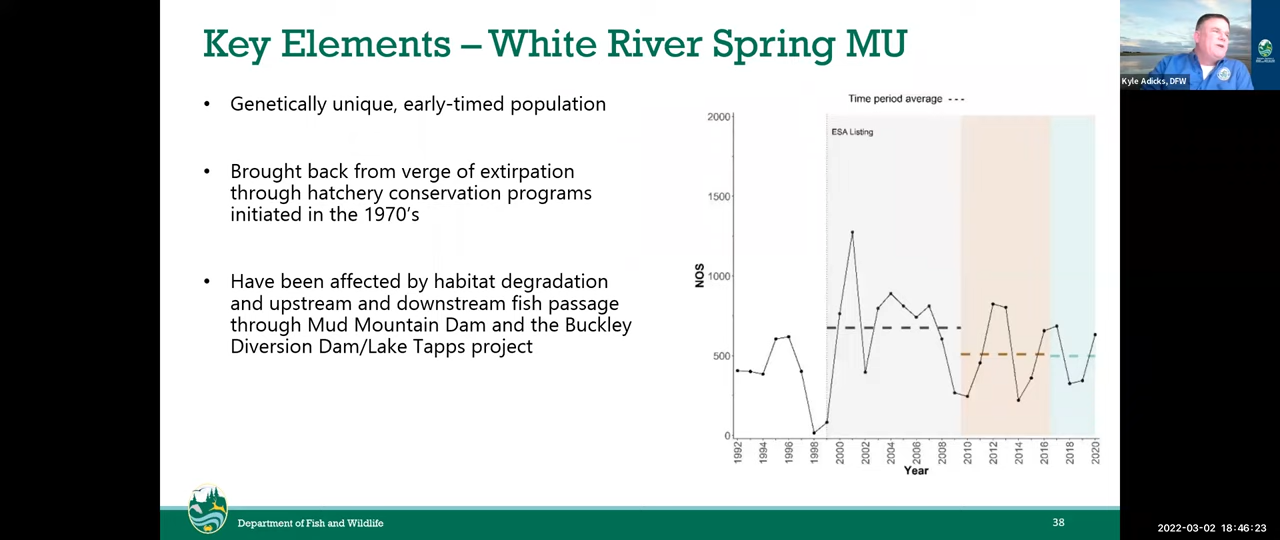 Key Elements – White River Spring MU
• Genetically unique, early-timed population
• Brought back from verge of extirpation
through hatchery conservation programs
initiated in the 1970's
• Have been affected by habitat degradation
and upstream and downstream fish passage
through Mud Mountain Dam and the Buckley
Diversion Dam/Lake Tapps project
Time period average ---
ESA Listing
2000
1500
1000
500
0
NOS
1992 1994 1996 1998 2000 2002 2004 2006 2008 2010 2012 2014 2016 2018 2020
Year
Department of Fish and Wildlife
38
Kyle Adicks, DFW
2022-03-02 18:46:23